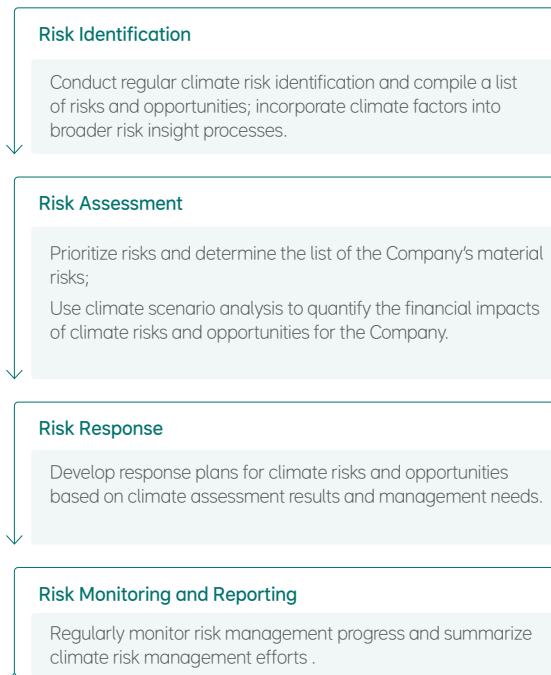 Risk Identification
Conduct regular climate risk identification and compile a list
of risks and opportunities; incorporate climate factors into
broader risk insight processes.
Risk Assessment
Prioritize risks and determine the list of the Company’s material
risks;
Use climate scenario analysis to quantify the financial impacts
of climate risks and opportunities for the Company.
Risk Response
Develop response plans for climate risks and opportunities
based on climate assessment results and management needs.
Risk Monitoring and Reporting
Regularly monitor risk management progress and summarize
climate risk management efforts .